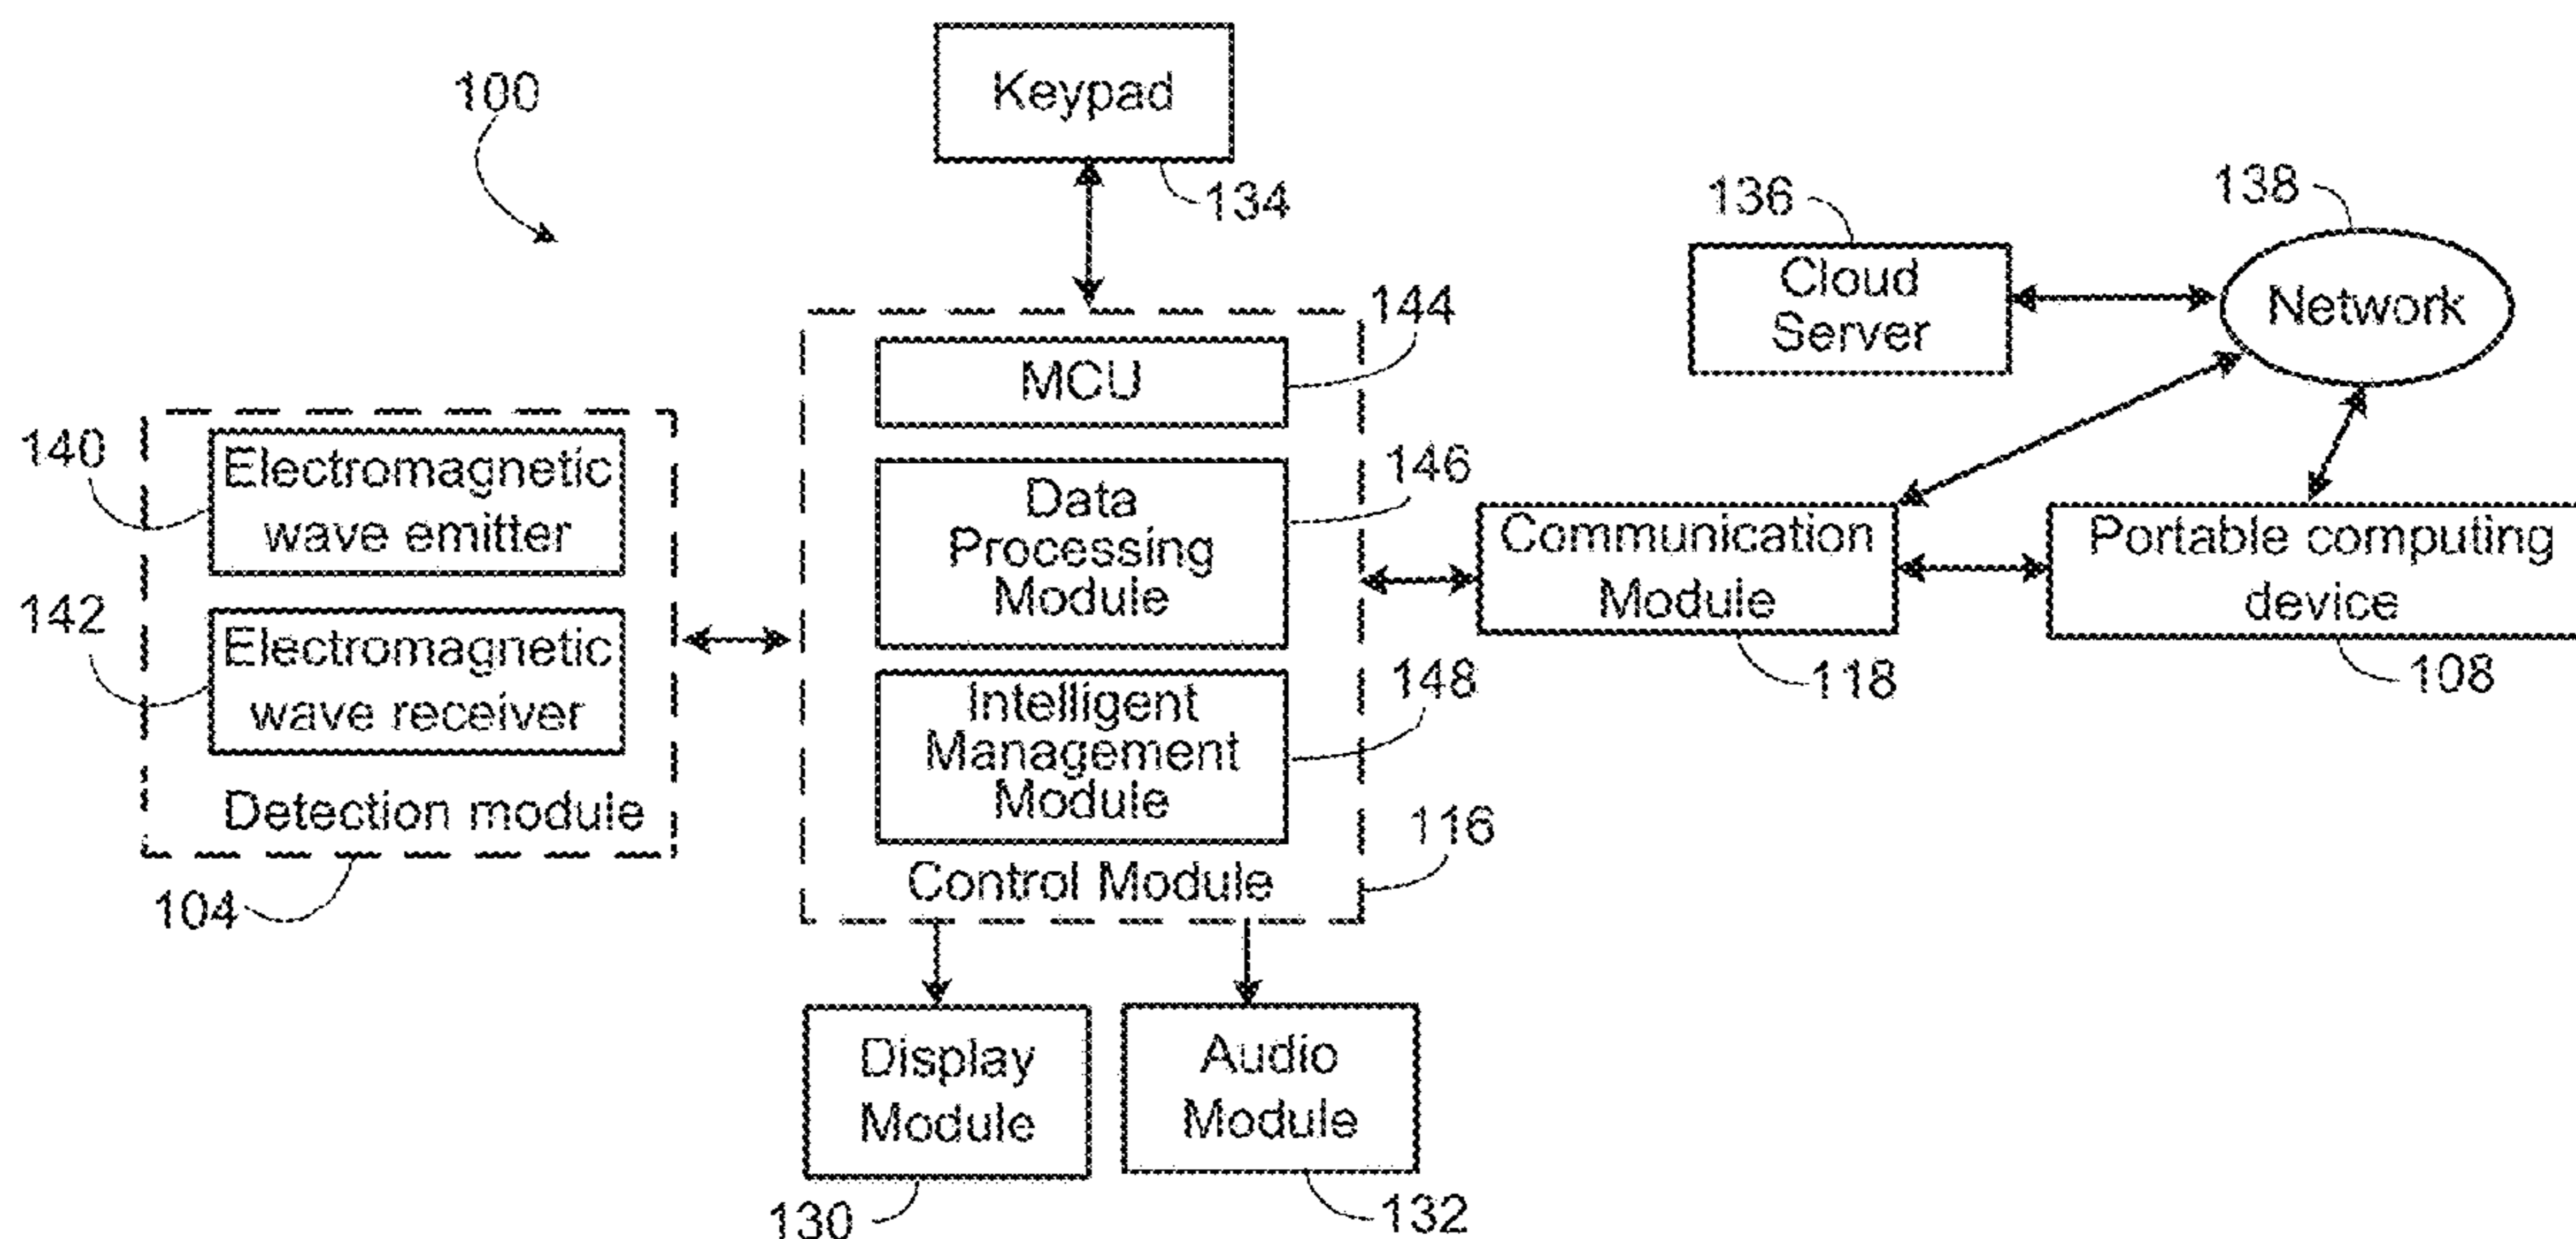 100
Keypad
134
136
138
Cloud
Server
Network
144
MCU
140
Electromagnetic
wave emitter
146
Data
Processing
Module
Communication
Module
118
Portable computing
device
108
142
Electromagnetic
wave receiver
Detection module
104
148
Intelligent
Management
Module
116
Control Module
Display
Module
130
Audio
Module
132